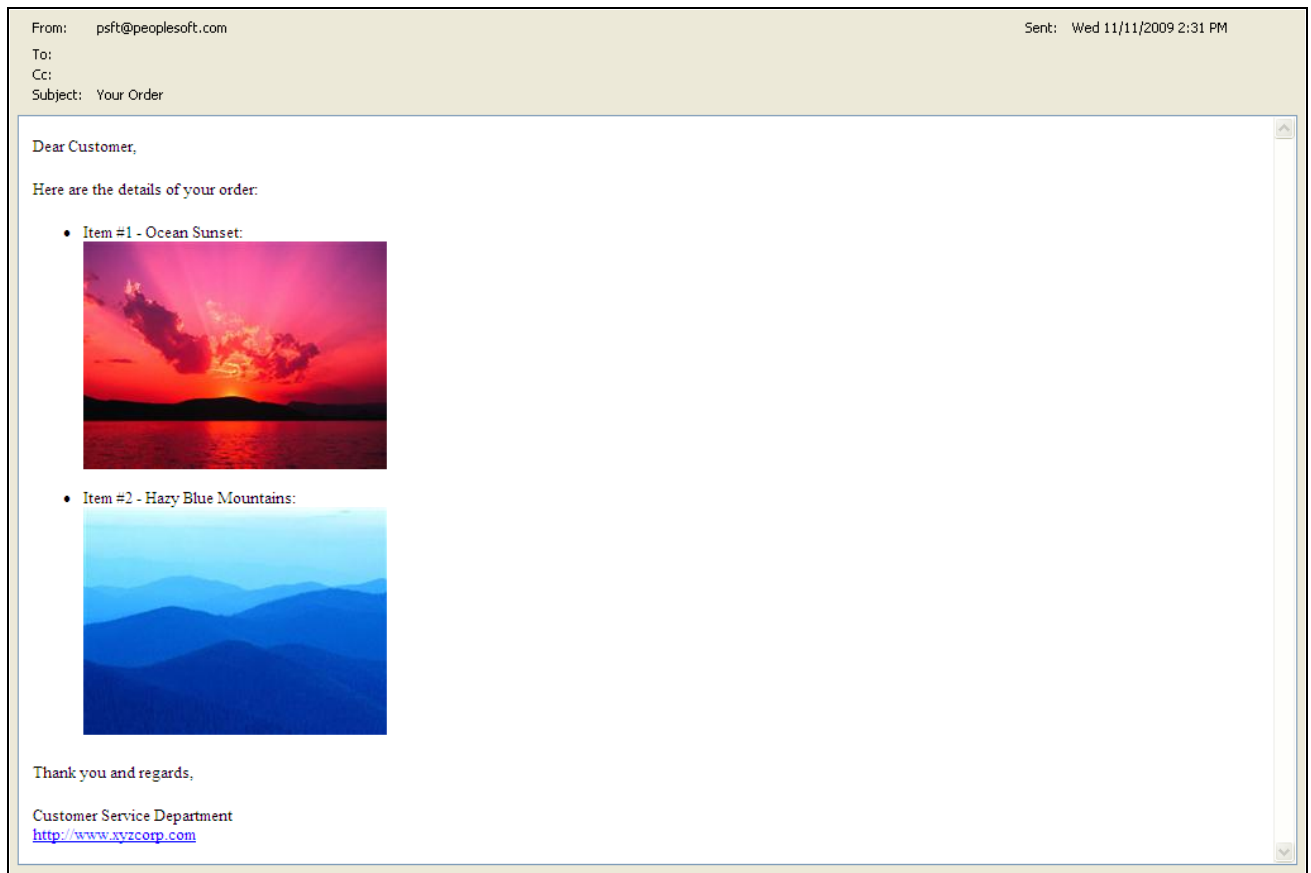 From: psft@peoplesoft.com Sent: Wed 11/11/2009 2:31 PM
To:
Cc:
Subject: Your Order
Dear Customer,
Here are the details of your order:
• Item #1 - Ocean Sunset:
• Item #2 - Hazy Blue Mountains:
Thank you and regards,
Customer Service Department
http://www.xyzcorp.com